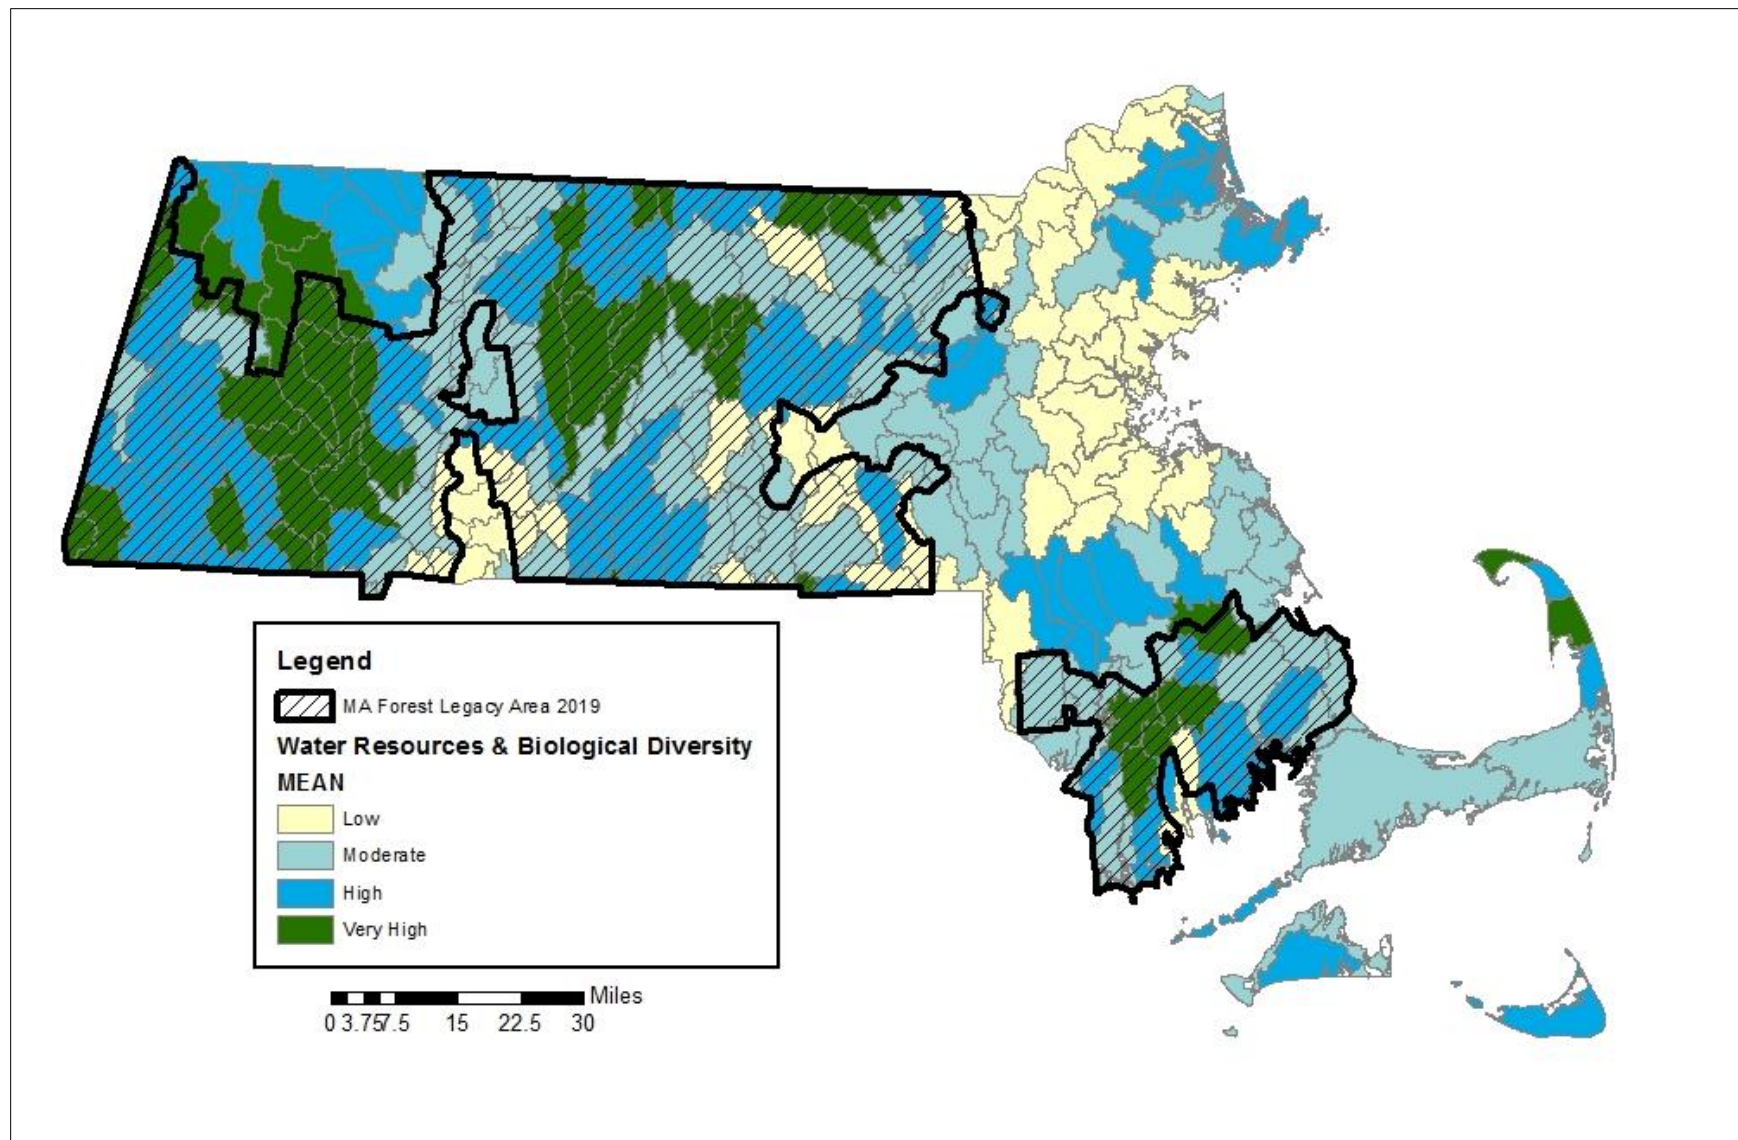 Legend
MA Forest Legacy Area 2019
Water Resources & Biological Diversity
MEAN
Low
Moderate
High
Very High
Miles
0 3.75 7.5 15 22.5 30